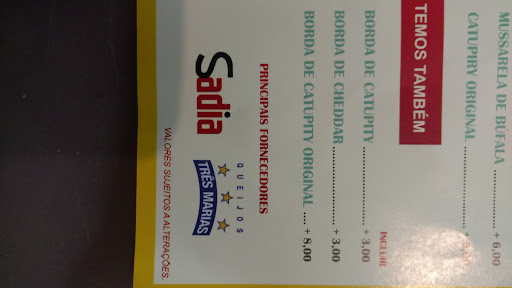 MUSSARELA DE BÚFALA ................ + 6,00
CATUPIRY ORIGINAL ....................... +
TEMOS TAMBÉM
INCLUIR
BORDA DE CATUPITY ..................... + 3,00
BORDA DE CHEDDAR ..................... + 3,00
BORDA DE CATUPITY ORIGINAL .... + 8,00
PRINCIPAIS FORNECEDORES
Sadia
QUEIJOS
TRÊS MARIAS
VALORES SUJEITOS A ALTERAÇÕES.